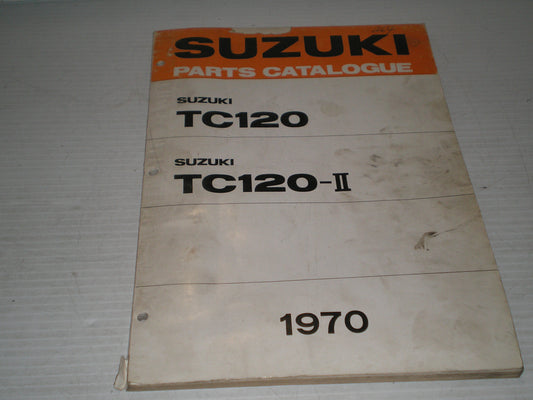 SUZUKI
PARTS CATALOGUE
SUZUKI
TC120
SUZUKI
TC120-II
1970